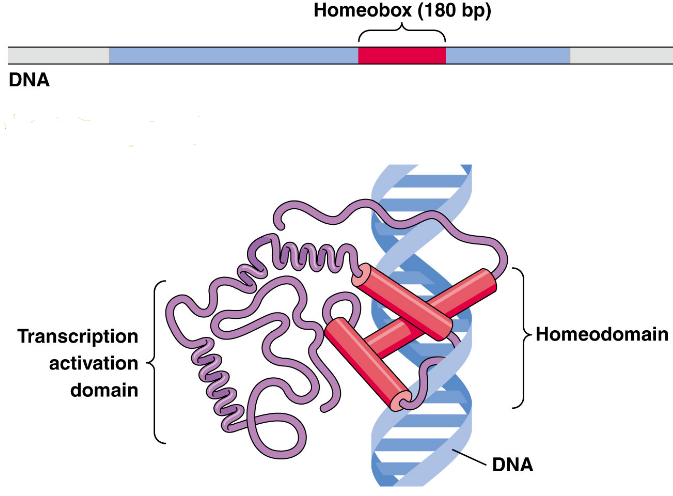 Homeobox (180 bp)
DNA
Transcription
activation
domain
Homeodomain
DNA